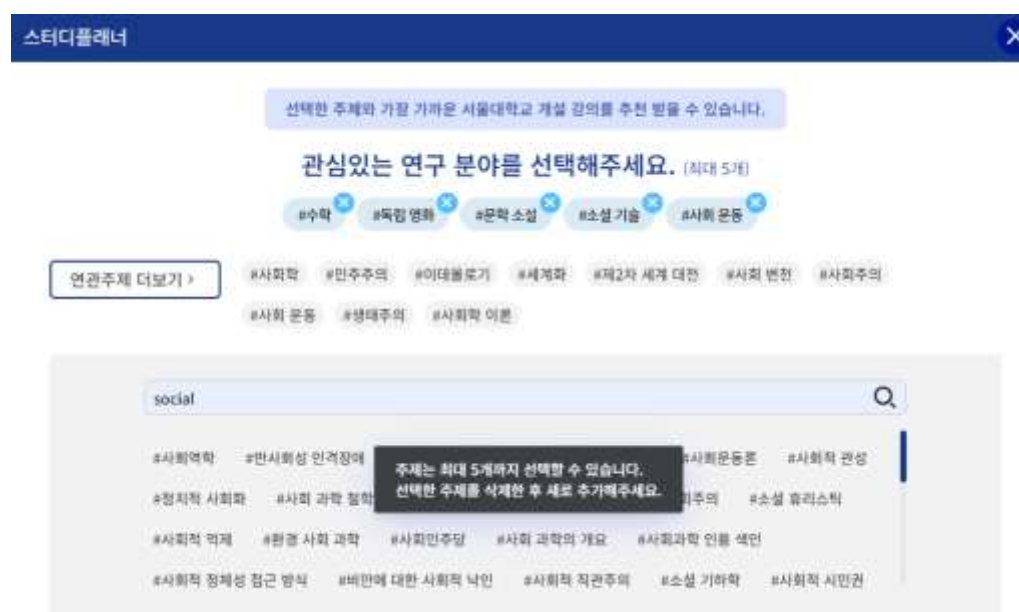 스터디플래너
선택한 주제와 가장 가까운 서울대학교 개설 강의를 추천 받을 수 있습니다.
관심있는 연구 분야를 선택해주세요. (최대 5개)
#수학 #독립 영화 #문학 소설 #소설 기술 #사회 운동
연관주제 더보기 >
#사회학 #민주주의 #이데올로기 #세계화 #제2차 세계 대전 #사회 변천 #사회주의
#사회 운동 #생태주의 #사회학 이론
social
#사회역학 #반사회성 인격장애 #사회운동론 #사회적 관성
주제는 최대 5개까지 선택할 수 있습니다.
선택한 주제를 삭제한 후 새로 추가해주세요.
#정치적 사회화 #사회 과학 철학 #소셜 휴리스틱
#사회적 억제 #환경 사회 과학 #사회민주당 #사회 과학의 개요 #사회과학 인용 색인
#사회적 정체성 접근 방식 #비만에 대한 사회적 낙인 #사회적 직관주의 #소셜 기하학 #사회적 시민권